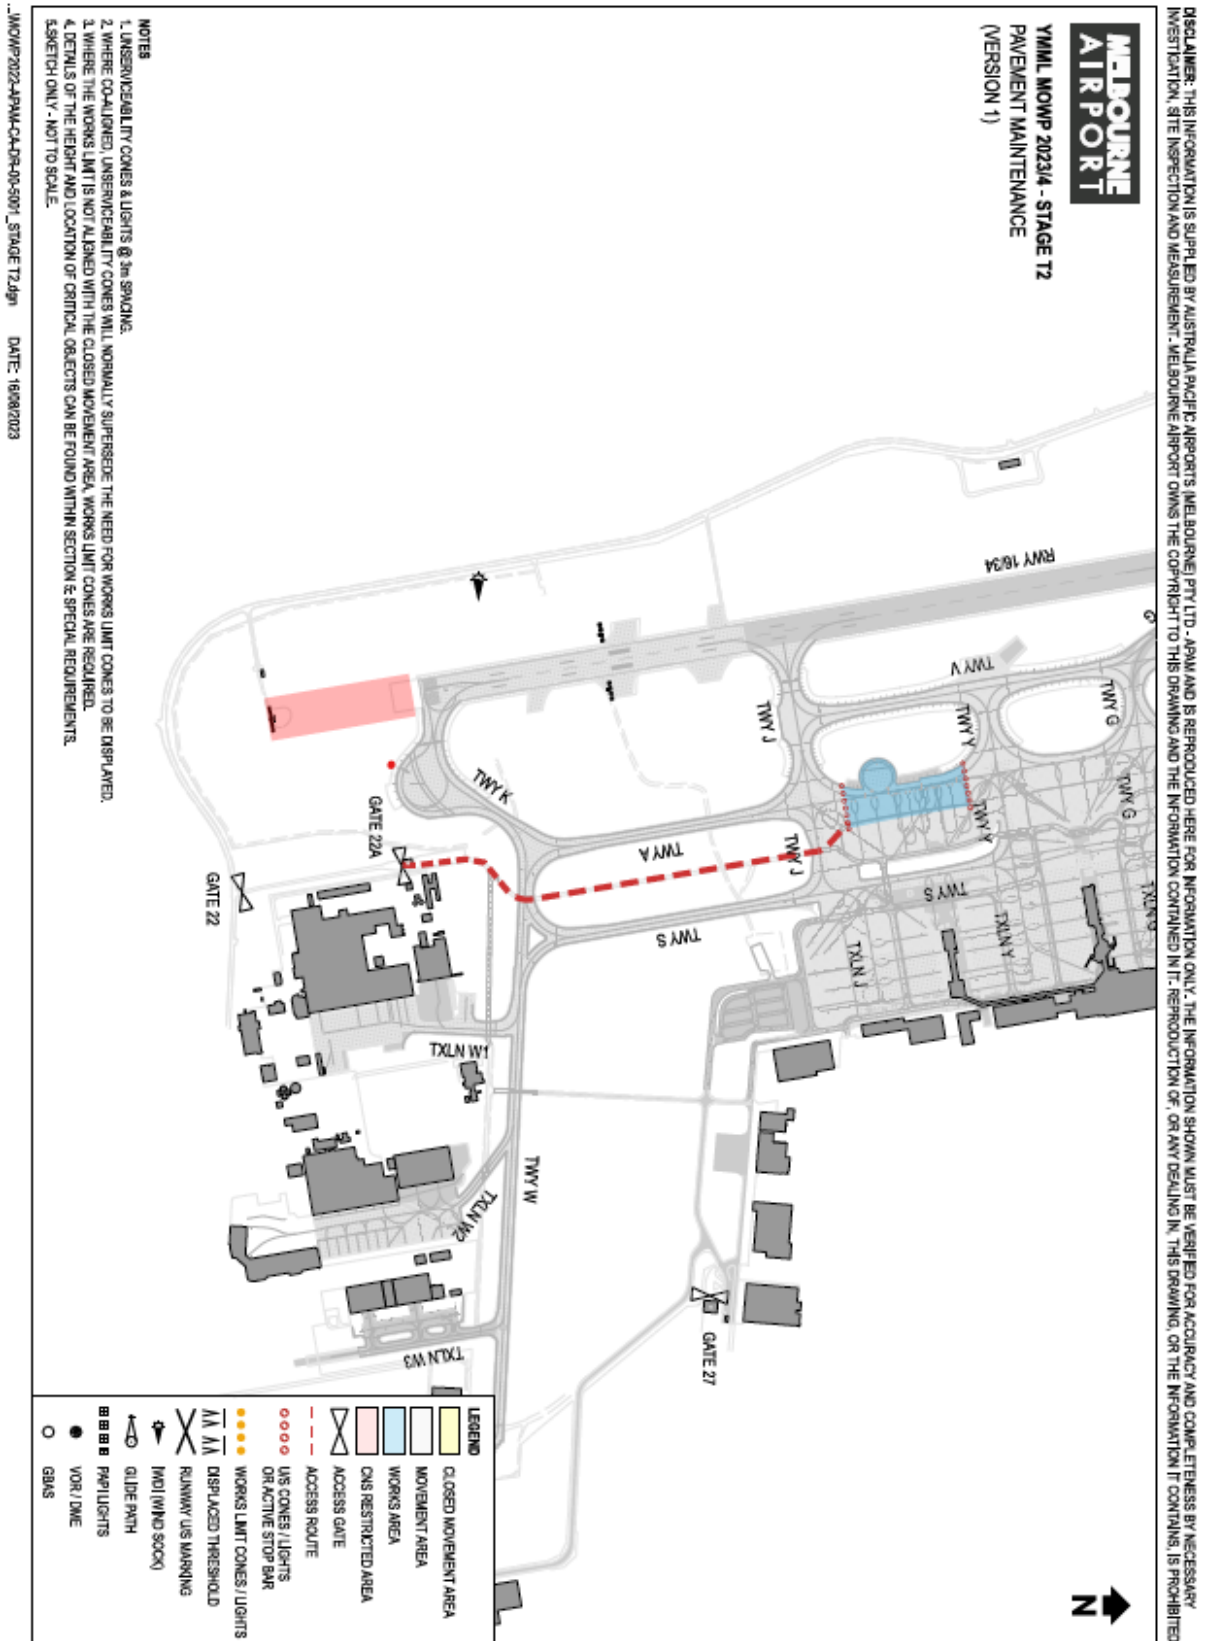 DISCLAIMER: THIS INFORMATION IS SUPPLIED BY AUSTRALIA PACIFIC AIRPORTS (MELBOURNE) PTY LTD - APAM AND IS REPRODUCED HERE FOR INFORMATION ONLY. THE INFORMATION SHOWN MUST BE VERIFIED FOR ACCURACY AND COMPLETENESS BY NECESSARY
INVESTIGATION, SITE INSPECTION AND MEASUREMENT. MELBOURNE AIRPORT OWNS THE COPYRIGHT TO THIS DRAWING AND THE INFORMATION CONTAINED IN IT. REPRODUCTION OF, OR ANY DEALING IN, THIS DRAWING, OR THE INFORMATION IT CONTAINS, IS PROHIBITED
MELBOURNE
AIRPORT
YMML MOWP 2023/4 - STAGE T2
PAVEMENT MAINTENANCE
(VERSION 1)
N
RWY 16/34
TWY V
TWY G
TWY G
TXLN G
TWY Y
TWY Y
TWY S
TXLN Y
TWY J
TWY J
TXLN J
TWY A
TWY S
TWY K
GATE 22A
GATE 22
TXLN W1
TWY W
TXLN W2
TXLN W3
GATE 27
LEGEND
CLOSED MOVEMENT AREA
MOVEMENT AREA
WORKS AREA
CNS RESTRICTED AREA
ACCESS GATE
ACCESS ROUTE
U/S CONES / LIGHTS
OR ACTIVE STOP BAR
WORKS LIMIT CONES / LIGHTS
DISPLACED THRESHOLD
RUNWAY U/S MARKING
IWDI (WIND SOCK)
GLIDE PATH
PAPI LIGHTS
VOR / DME
GBAS
NOTES
1. UNSERVICEABILITY CONES & LIGHTS @ 3m SPACING.
2. WHERE CO-ALIGNED, UNSERVICEABILITY CONES WILL NORMALLY SUPERSEDE THE NEED FOR WORKS LIMIT CONES TO BE DISPLAYED.
3. WHERE THE WORKS LIMIT IS NOT ALIGNED WITH THE CLOSED MOVEMENT AREA, WORKS LIMIT CONES ARE REQUIRED.
4. DETAILS OF THE HEIGHT AND LOCATION OF CRITICAL OBJECTS CAN BE FOUND WITHIN SECTION 5: SPECIAL REQUIREMENTS.
5.SKETCH ONLY - NOT TO SCALE.
...\MOWP2022-APAM-CA-DR-00-5001_STAGE T2.dgn DATE: 16/08/2023